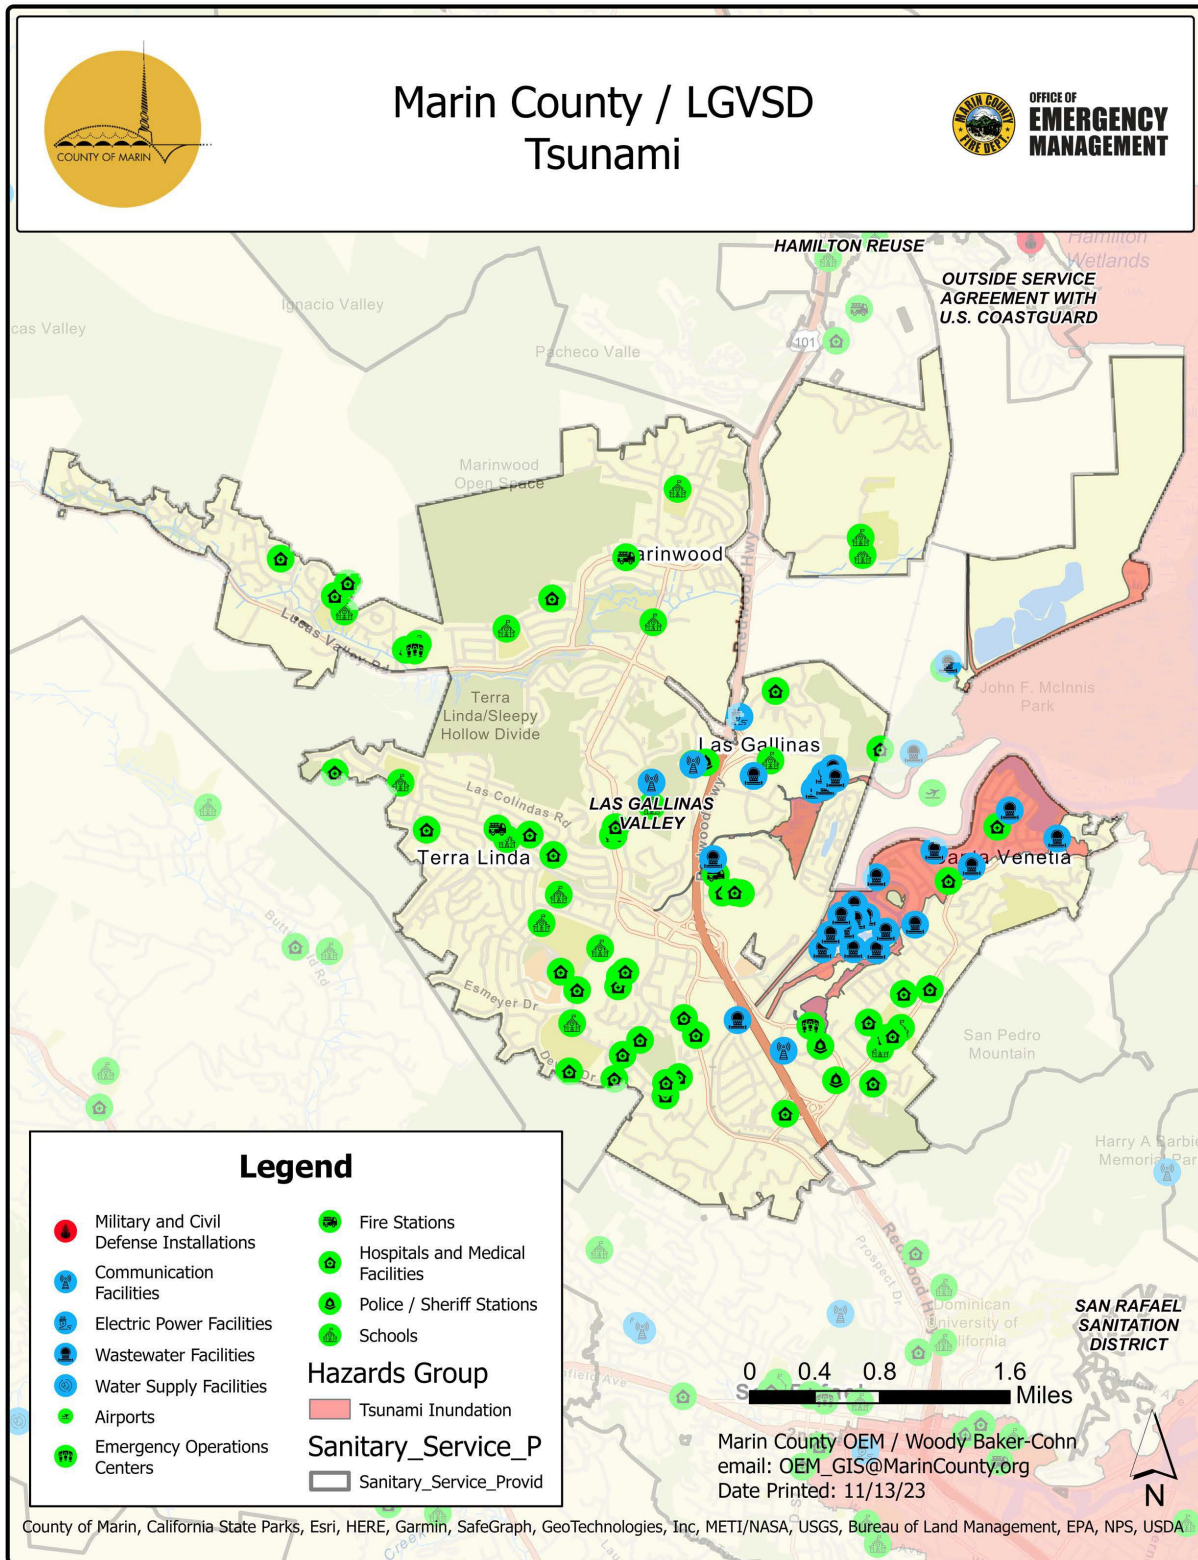 COUNTY OF MARIN
Marin County / LGVSD
Tsunami
MARIN COUNTY
FIRE DEPT.
OFFICE OF
EMERGENCY
MANAGEMENT
HAMILTON REUSE
Hamilton
Wetlands
OUTSIDE SERVICE
AGREEMENT WITH
U.S. COASTGUARD
Ignacio Valley
cas Valley
Pacheco Valle
101
Marinwood
Open Space
arinwood
Redwood Hwy
Lucas Valley Rd
Terra
Linda/Sleepy
Hollow Divide
John F. McInnis
Park
Las Gallinas
Las Colindas Rd
LAS GALLINAS
VALLEY
Terra Linda
Venetia
Esmeyer Dr
San Pedro
Mountain
Harry A Barbie
Memorial Par
Prospect Dr
Dominican
University of
California
SAN RAFAEL
SANITATION
DISTRICT
Legend
Military and Civil
Defense Installations
Communication
Facilities
Electric Power Facilities
Wastewater Facilities
Water Supply Facilities
Airports
Emergency Operations
Centers
Fire Stations
Hospitals and Medical
Facilities
Police / Sheriff Stations
Schools
Hazards Group
Tsunami Inundation
Sanitary_Service_P
Sanitary_Service_Provid
0 0.4 0.8 1.6
Miles
Marin County OEM / Woody Baker-Cohn
email: OEM_GIS@MarinCounty.org
Date Printed: 11/13/23
N
County of Marin, California State Parks, Esri, HERE, Garmin, SafeGraph, GeoTechnologies, Inc, METI/NASA, USGS, Bureau of Land Management, EPA, NPS, USDA